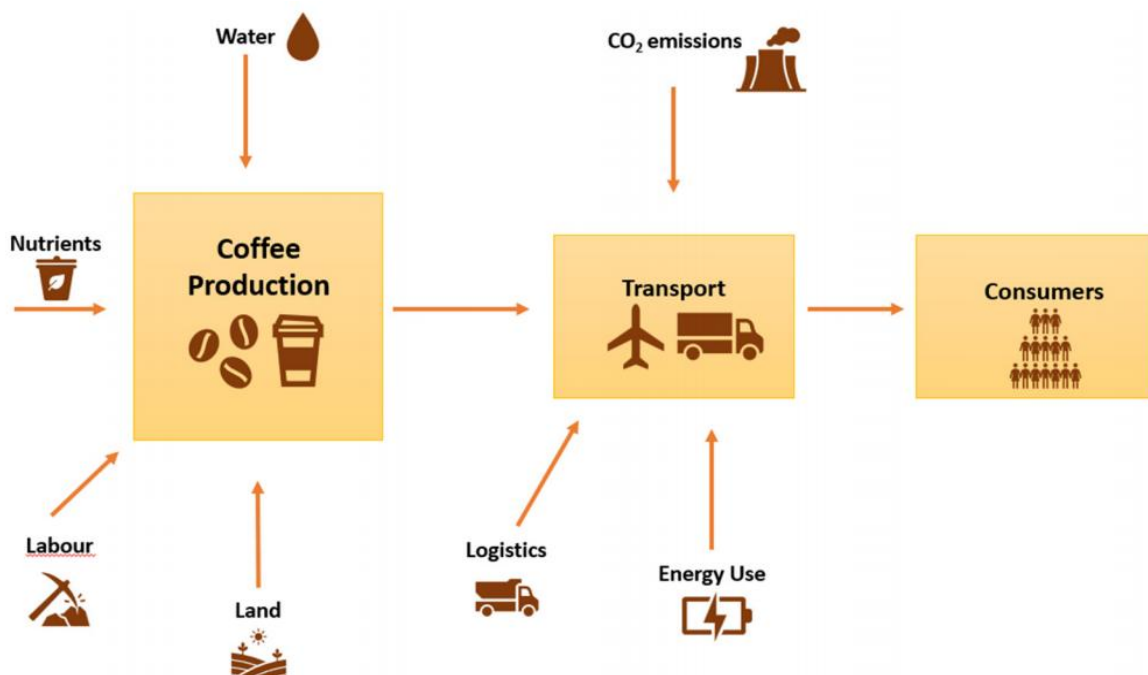 Water
CO₂ emissions
Nutrients
Coffee
Production
Transport
Consumers
Labour
Land
Logistics
Energy Use